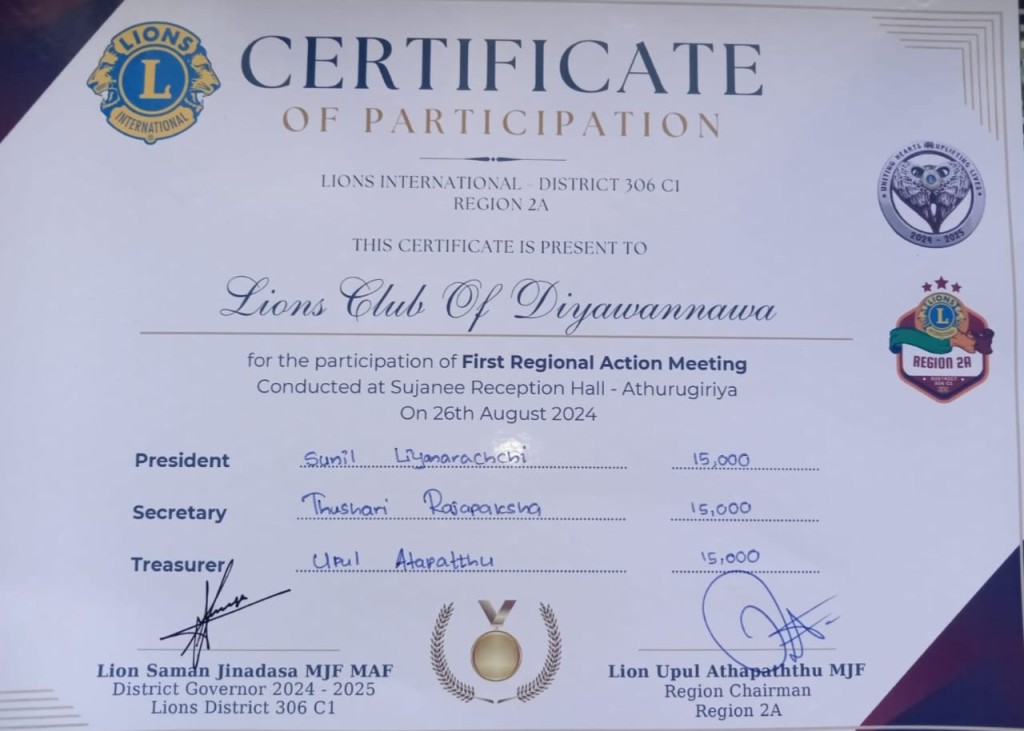 LIONS
L
INTERNATIONAL
CERTIFICATE
OF PARTICIPATION
LIONS INTERNATIONAL - DISTRICT 306 C1
REGION 2A
THIS CERTIFICATE IS PRESENT TO
Lions Club Of Diyawannawa
for the participation of First Regional Action Meeting
Conducted at Sujanee Reception Hall - Athurugiriya
On 26th August 2024
UNITING HEARTS UPLIFTING LIVES
2024 - 2025
LIONS
L
REGION 2A
DISTRICT
306 C1
President Sunil Liyanarachchi 15,000
Secretary Thushari Rajapaksha 15,000
Treasurer Upul Atapatthu 15,000
Lion Saman Jinadasa MJF MAF
District Governor 2024 - 2025
Lions District 306 C1
Lion Upul Athapaththu MJF
Region Chairman
Region 2A